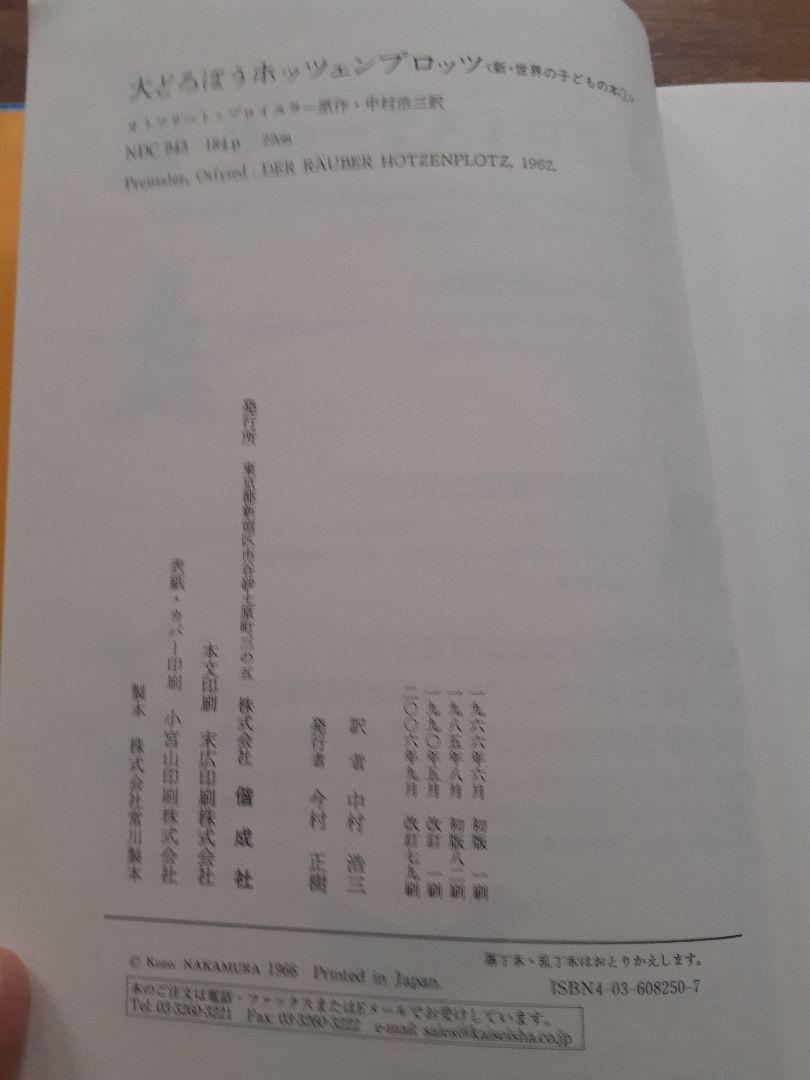 大どろぼうホッツェンプロッツ〈新・世界の子どもの本①〉
オトフリート=プロイスラー原作・中村浩三訳
NDC 943 184p
Preussler, Otfried : DER RÄUBER HOTZENPLOTZ, 1962.
一九六六年六月 初版 一刷
一九八五年八月 初版八二刷
一九九〇年五月 改訂 一刷
二〇〇六年九月 改訂七九刷
訳者 中村 浩三
発行者 今村 正樹
発行所 東京都新宿区市谷砂土原町三の五 株式会社 偕成社
本文印刷 末広印刷株式会社
表紙・カバー印刷 小宮山印刷株式会社
製本 株式会社常川製本
落丁本・乱丁本はおとりかえします。
© Kozo, NAKAMURA 1966 Printed in Japan.
ISBN4-03-608250-7
本のご注文は電話・ファックスまたはEメールでお受けしています。
Tel: 03-3260-3221 Fax: 03-3260-3222 e-mail: sales@kaiseisha.co.jp